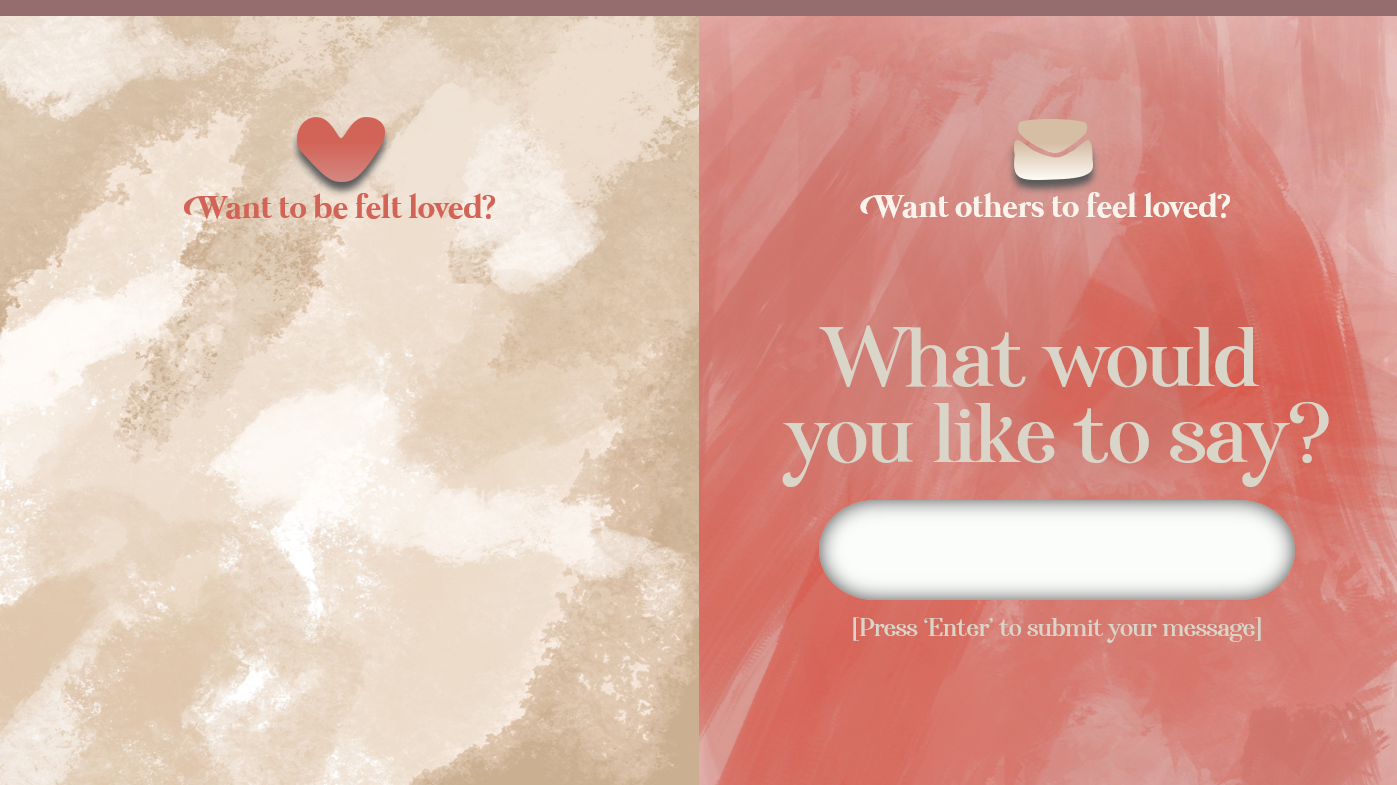 Want to be felt loved?
Want others to feel loved?
What would
you like to say?
[Press ‘Enter’ to submit your message]